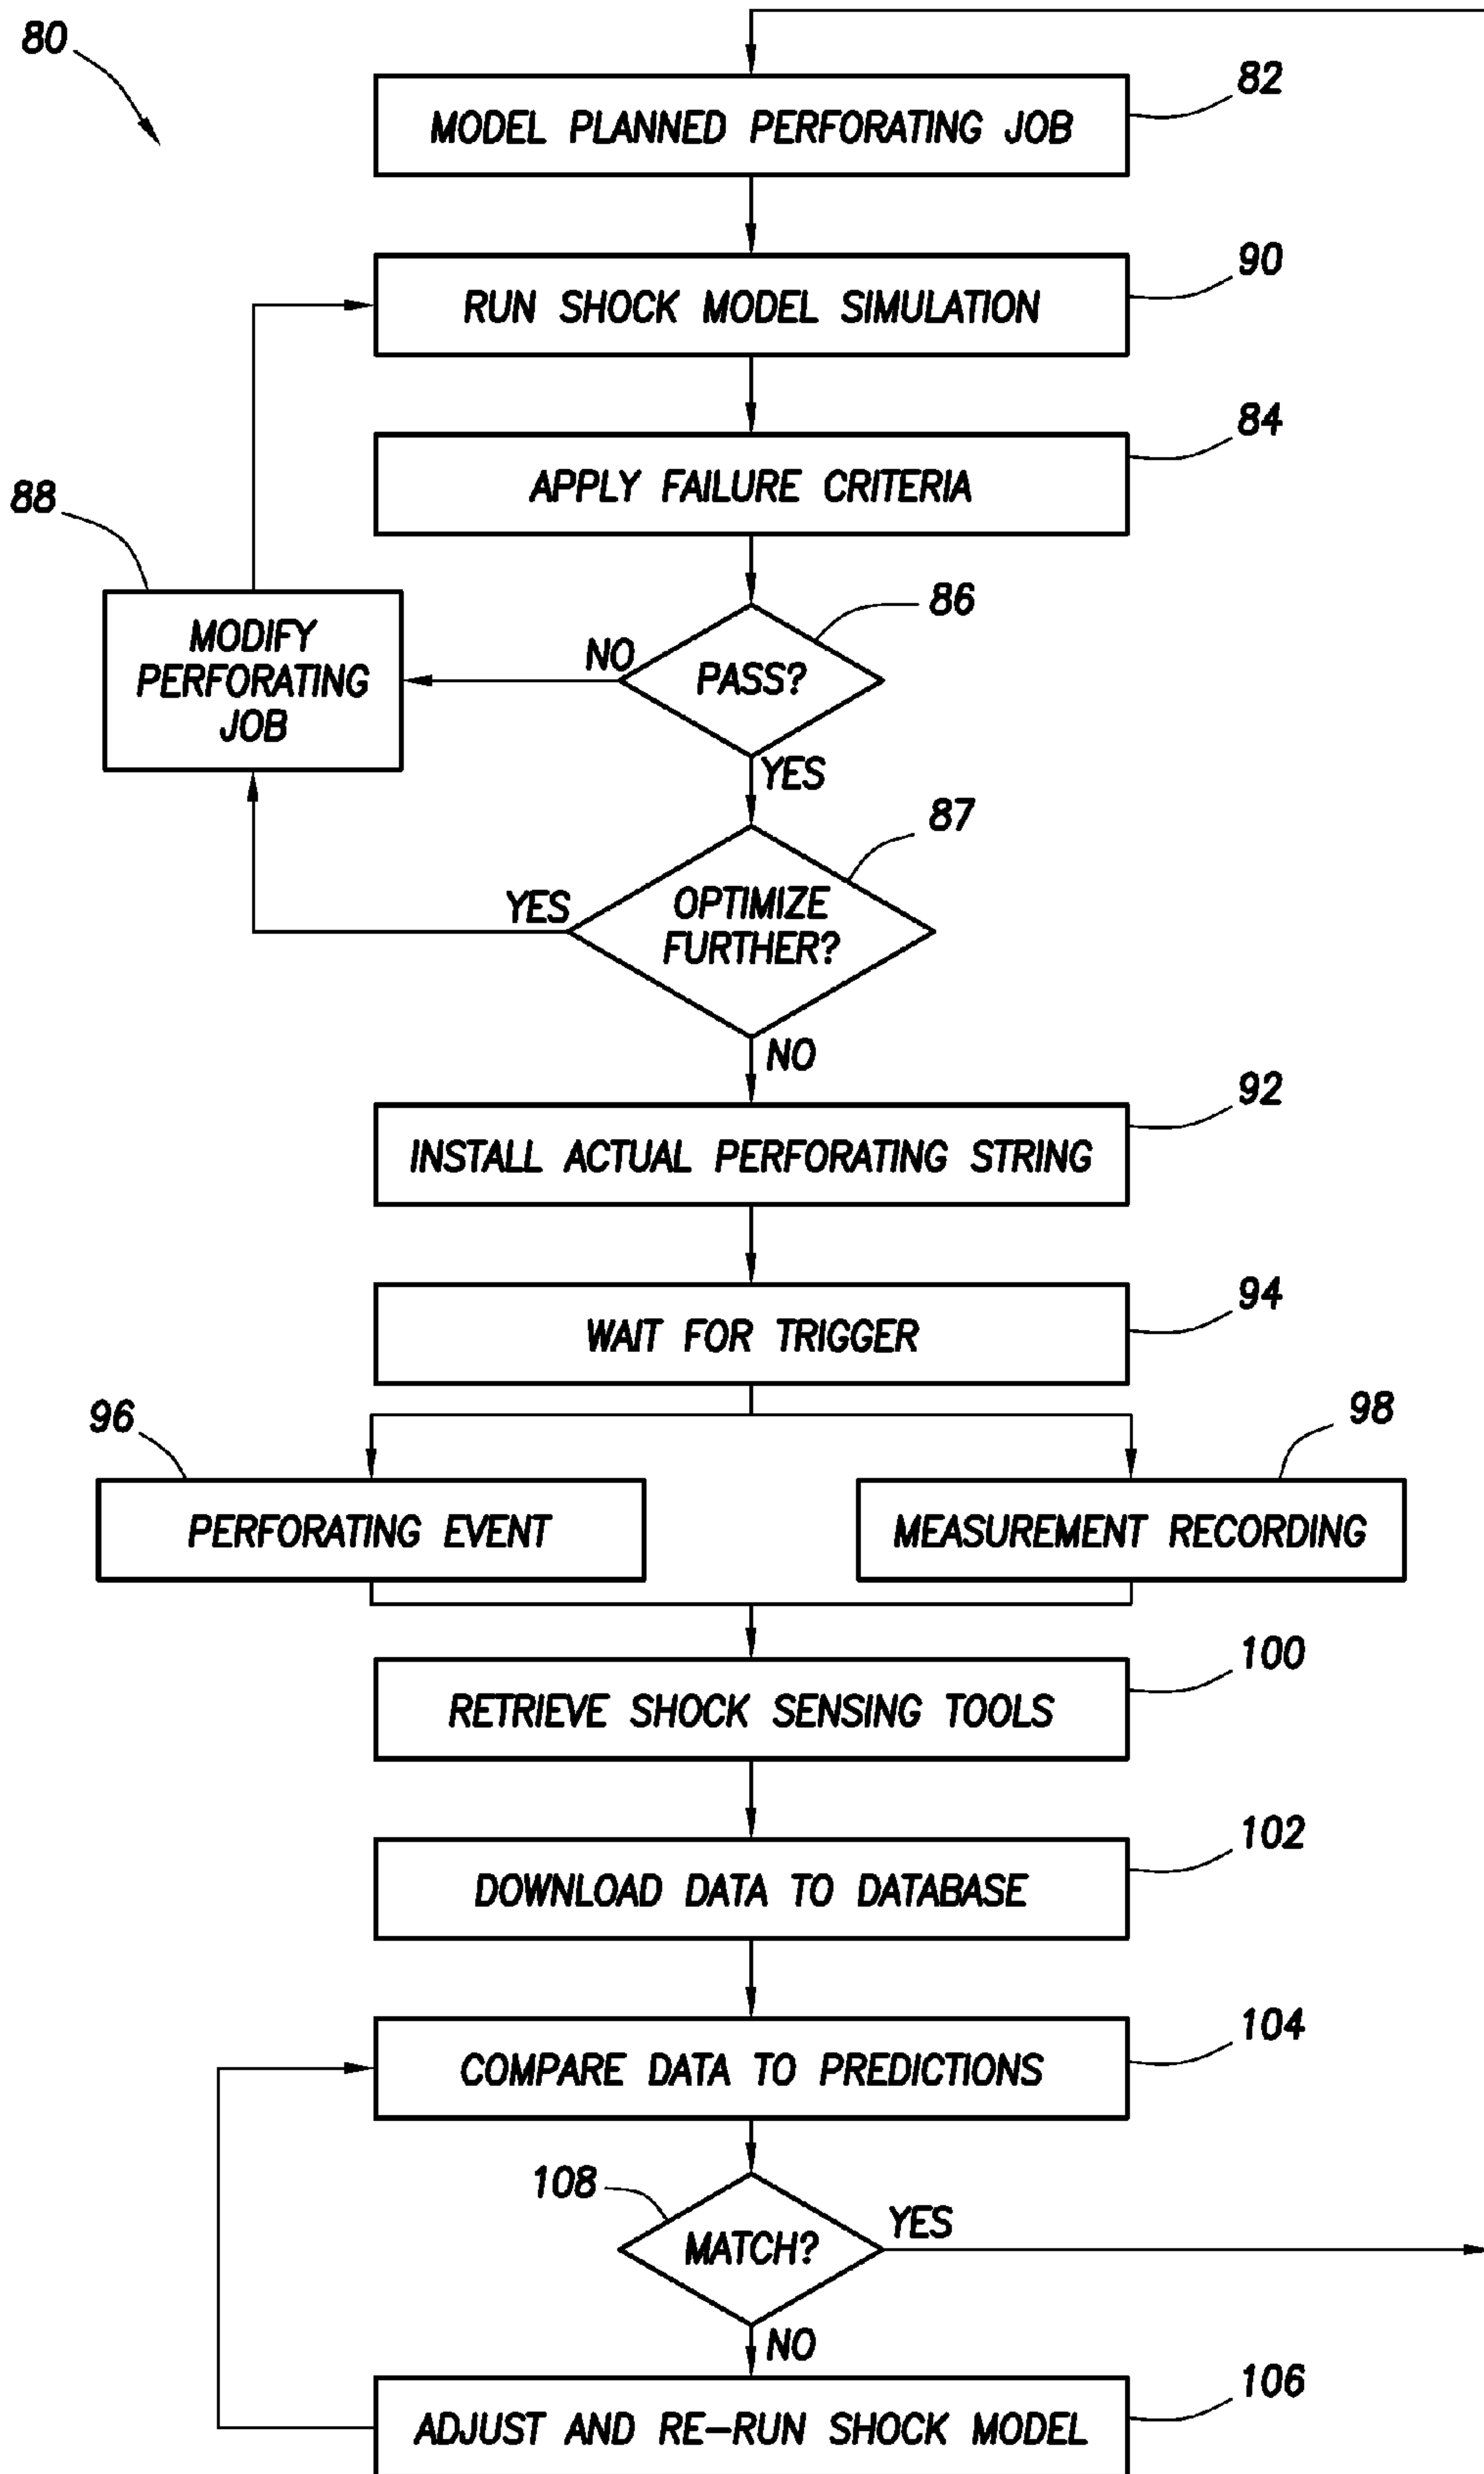 80
82
MODEL PLANNED PERFORATING JOB
90
RUN SHOCK MODEL SIMULATION
84
APPLY FAILURE CRITERIA
88
MODIFY
PERFORATING
JOB
86
NO
PASS?
YES
87
YES
OPTIMIZE
FURTHER?
NO
92
INSTALL ACTUAL PERFORATING STRING
94
WAIT FOR TRIGGER
96
98
PERFORATING EVENT
MEASUREMENT RECORDING
100
RETRIEVE SHOCK SENSING TOOLS
102
DOWNLOAD DATA TO DATABASE
104
COMPARE DATA TO PREDICTIONS
108
MATCH?
YES
NO
106
ADJUST AND RE-RUN SHOCK MODEL